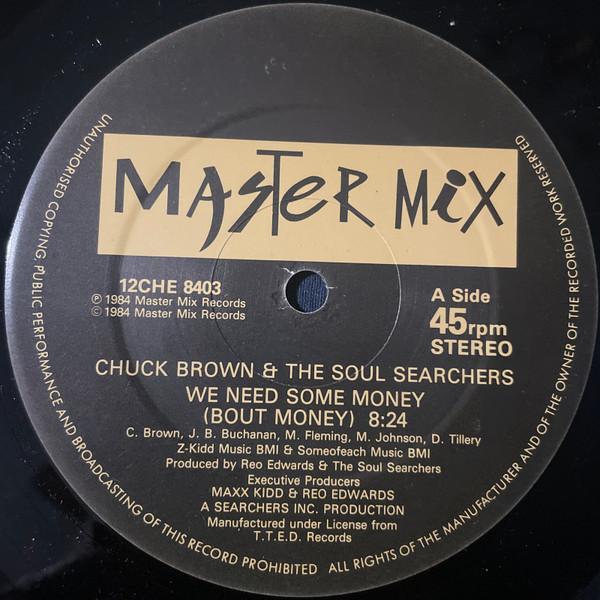 MASTER MIX
12CHE 8403
℗ 1984 Master Mix Records
© 1984 Master Mix Records
A Side
45rpm
STEREO
CHUCK BROWN & THE SOUL SEARCHERS
WE NEED SOME MONEY
(BOUT MONEY) 8:24
C. Brown, J. B. Buchanan, M. Fleming, M. Johnson, D. Tillery
Z-Kidd Music BMI & Someofeach Music BMI
Produced by Reo Edwards & The Soul Searchers
Executive Producers
MAXX KIDD & REO EDWARDS
A SEARCHERS INC. PRODUCTION
Manufactured under License from
T.T.E.D. Records
UNAUTHORISED COPYING PUBLIC PERFORMANCE AND BROADCASTING OF THIS RECORD PROHIBITED ALL RIGHTS OF THE MANUFACTURER AND OF THE OWNER OF THE RECORDED WORK RESERVED